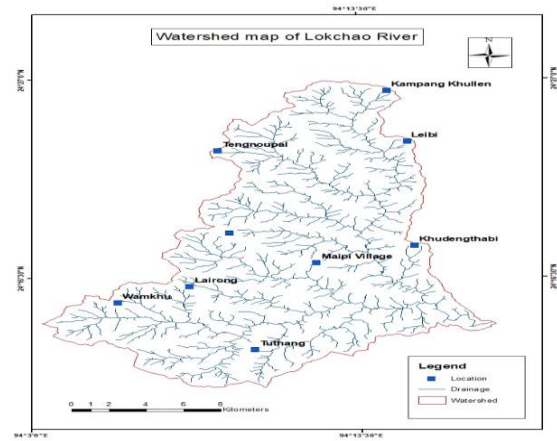 94°13'30"E
Watershed map of Lokchao River
N
Kampang Khullen
Leibi
Tengnoupal
Khudengthabi
Maipi Village
Lairong
Wamkhu
Tuthang
Legend
Location
Drainage
Watershed
0 1 2 4 6 8
Kilometers
94°3'0"E
94°13'30"E